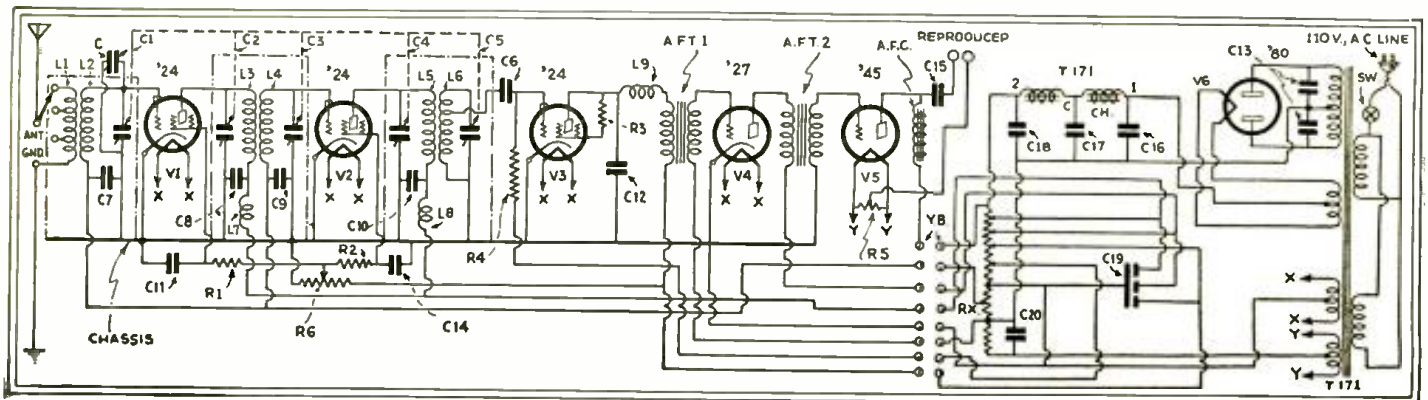 110 V., AC LINE
REPRODUCER
A.F.T. 1
A.F.T. 2
A.F.C.
C15
C13
'80
SW
C
C1
C2
C3
C4
C5
C6
'24
'24
'24
'27
'45
L9
T 171
V6
L1
L2
L3
L4
L5
L6
2
C
CH.
1
R3
C18
C17
C16
ANT
GND.
C7
V1
X X
C8
L7
C9
V2
X X
C10
L8
R4
V3
X X
C12
V4
X X
V5
Y Y
R5
YB
C11
R1
R2
R6
C14
CHASSIS
C19
RX
C20
X
X
Y
Y
T 171